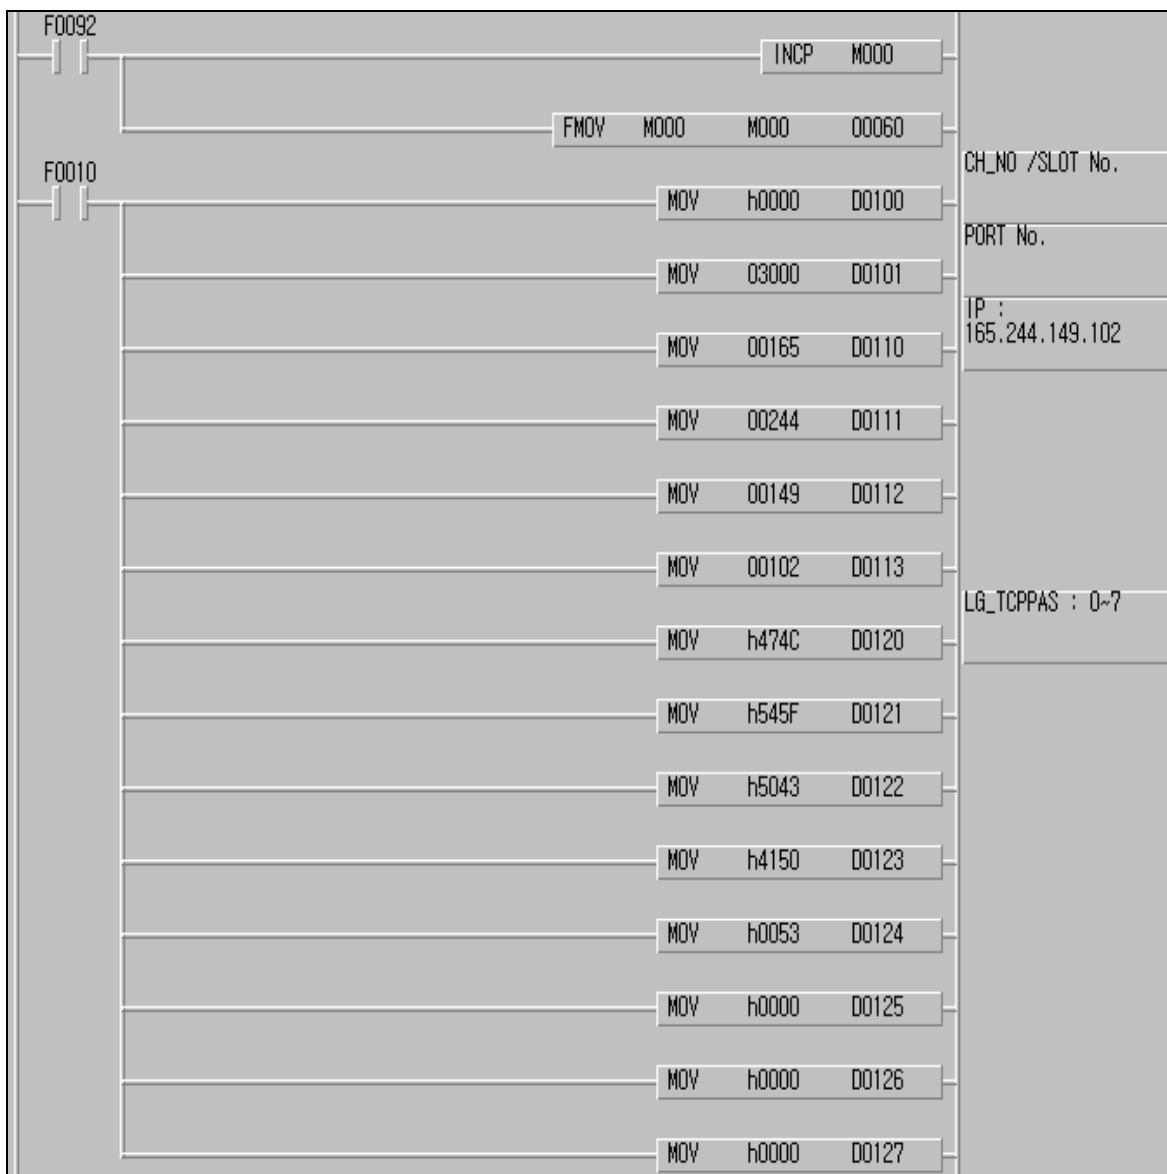 F0092
INCP M000
FMOV M000 M000 00060
CH_NO /SLOT No.
F0010
MOV h0000 D0100
PORT No.
MOV 03000 D0101
IP :
165.244.149.102
MOV 00165 D0110
MOV 00244 D0111
MOV 00149 D0112
MOV 00102 D0113
LG_TCPPAS : 0~7
MOV h474C D0120
MOV h545F D0121
MOV h5043 D0122
MOV h4150 D0123
MOV h0053 D0124
MOV h0000 D0125
MOV h0000 D0126
MOV h0000 D0127